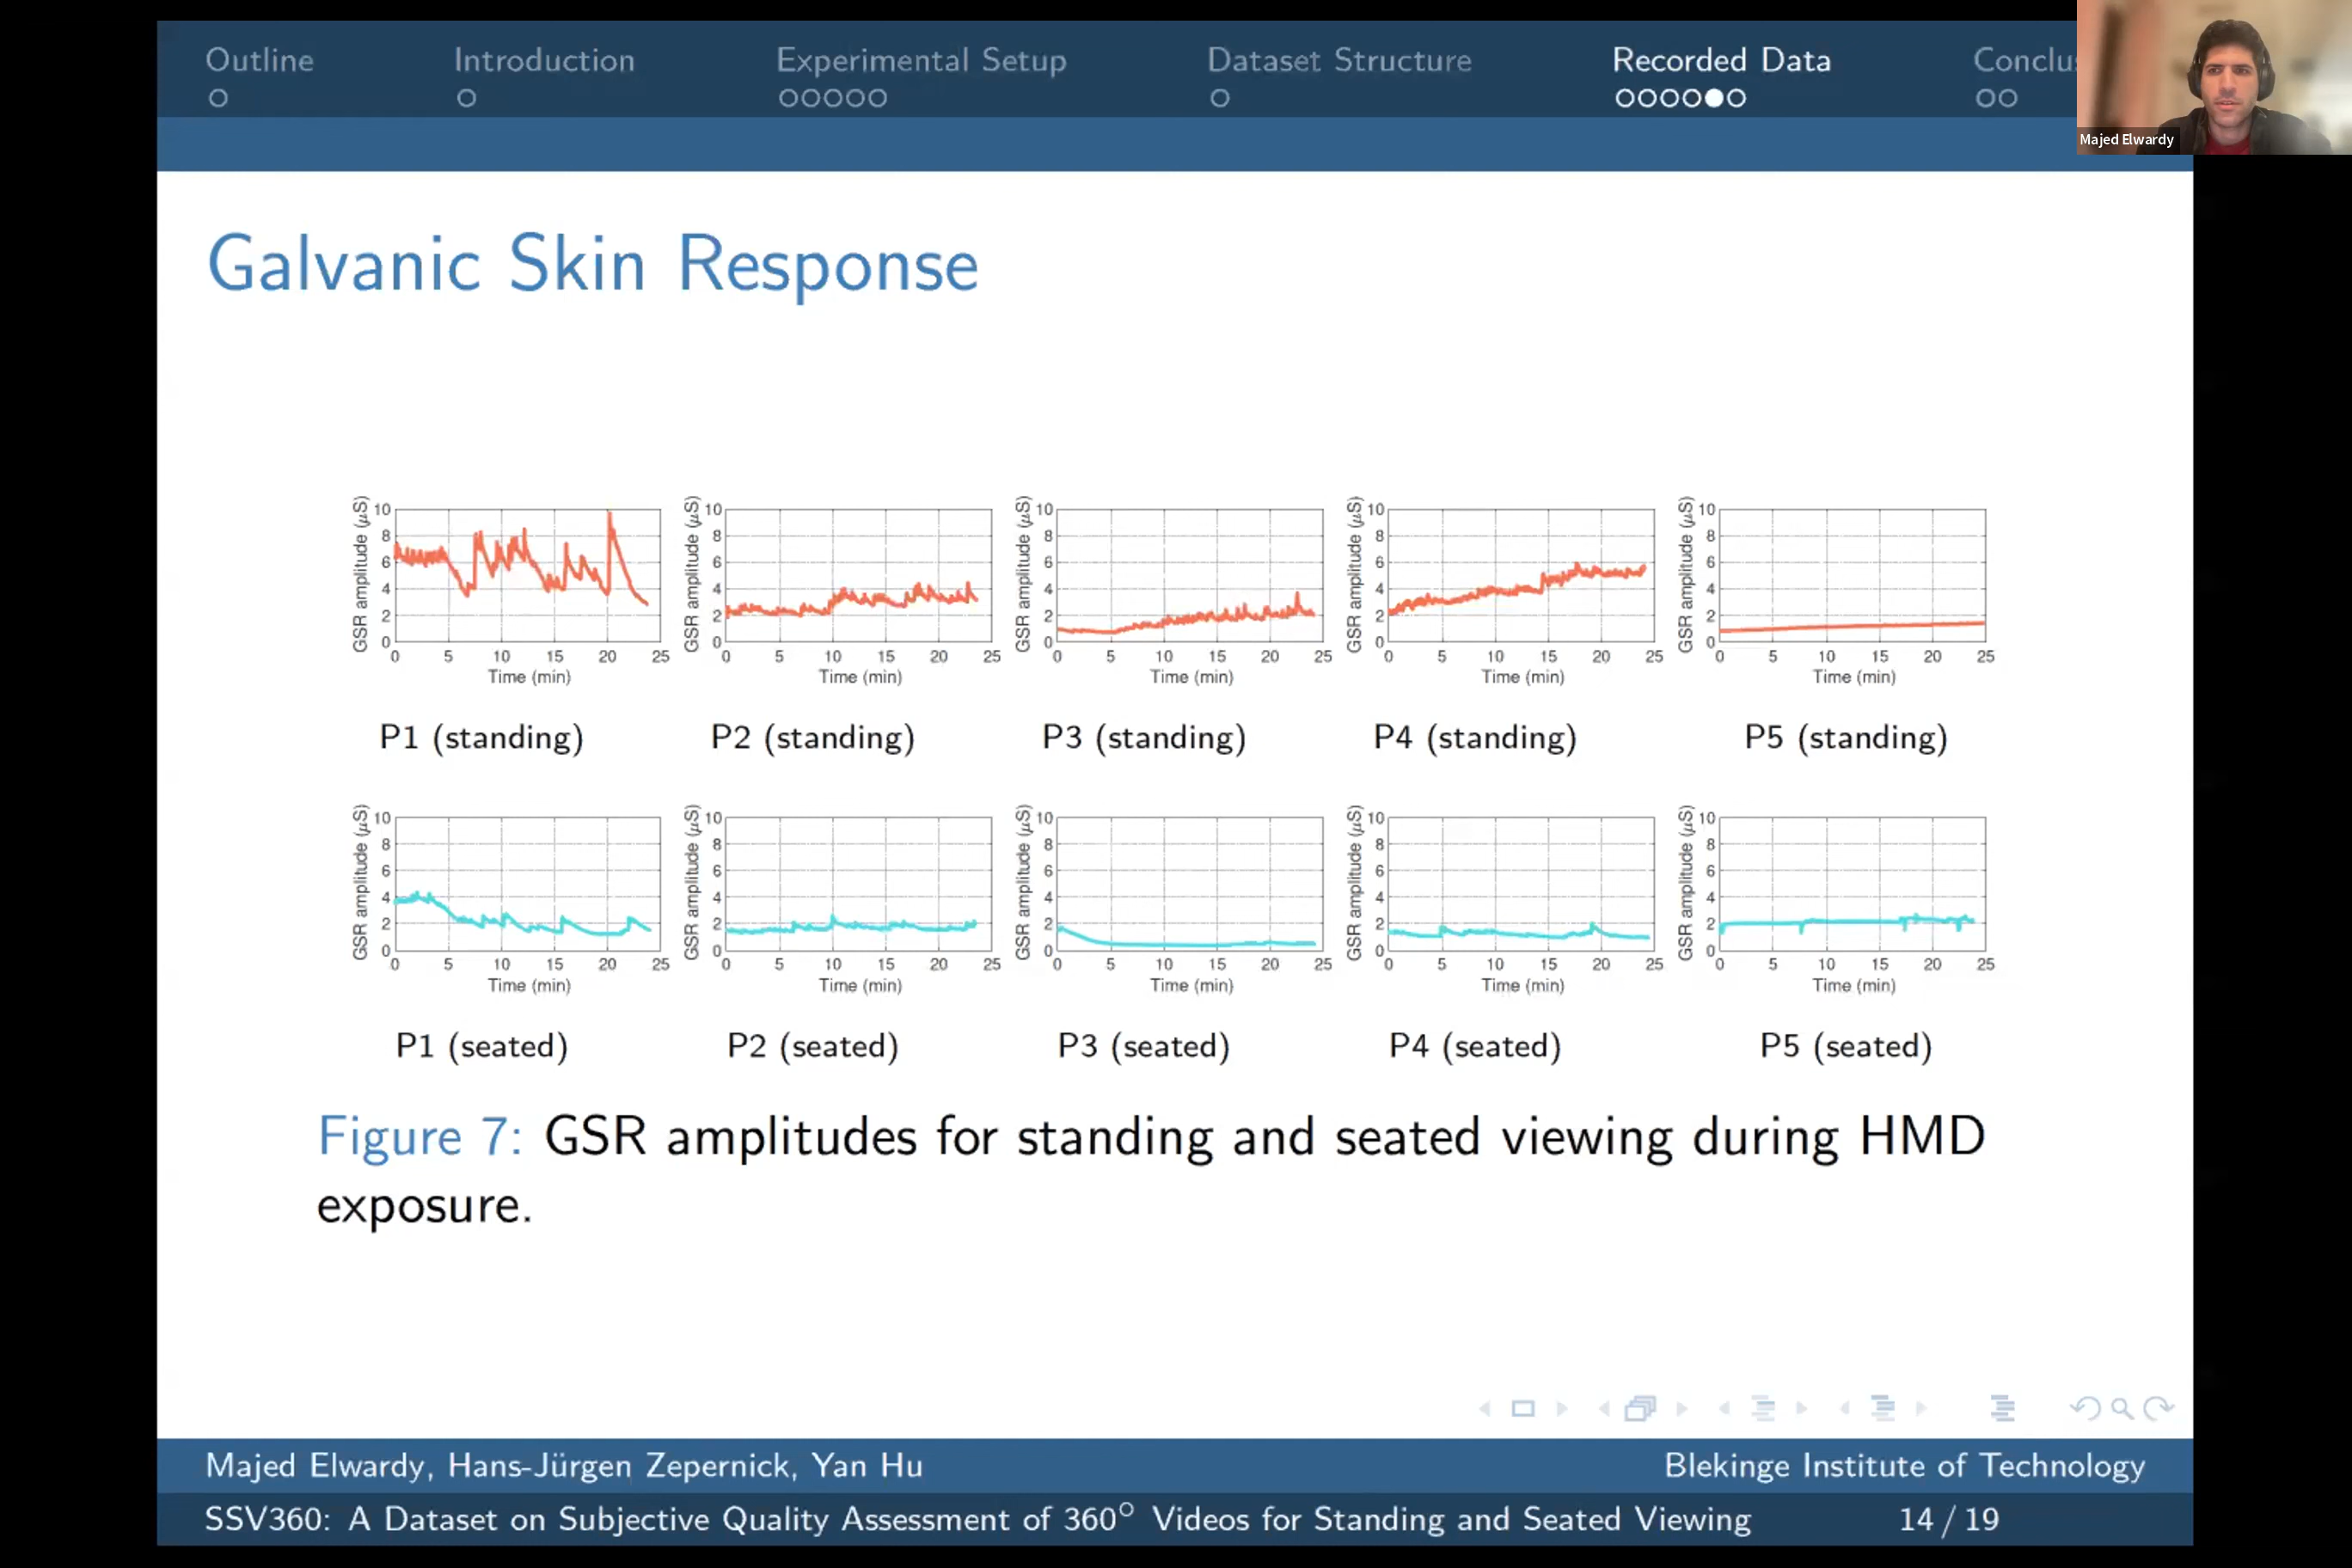 Outline Introduction Experimental Setup Dataset Structure Recorded Data Conclu
Majed Elwardy
Galvanic Skin Response
GSR amplitude (μS) 10 8 6 4 2 0
0 5 10 15 20 25
Time (min)
P1 (standing)
GSR amplitude (μS) 10 8 6 4 2 0
0 5 10 15 20 25
Time (min)
P2 (standing)
GSR amplitude (μS) 10 8 6 4 2 0
0 5 10 15 20 25
Time (min)
P3 (standing)
GSR amplitude (μS) 10 8 6 4 2 0
0 5 10 15 20 25
Time (min)
P4 (standing)
GSR amplitude (μS) 10 8 6 4 2 0
0 5 10 15 20 25
Time (min)
P5 (standing)
GSR amplitude (μS) 10 8 6 4 2 0
0 5 10 15 20 25
Time (min)
P1 (seated)
GSR amplitude (μS) 10 8 6 4 2 0
0 5 10 15 20 25
Time (min)
P2 (seated)
GSR amplitude (μS) 10 8 6 4 2 0
0 5 10 15 20 25
Time (min)
P3 (seated)
GSR amplitude (μS) 10 8 6 4 2 0
0 5 10 15 20 25
Time (min)
P4 (seated)
GSR amplitude (μS) 10 8 6 4 2 0
0 5 10 15 20 25
Time (min)
P5 (seated)
Figure 7: GSR amplitudes for standing and seated viewing during HMD
exposure.
Majed Elwardy, Hans-Jürgen Zepernick, Yan Hu Blekinge Institute of Technology
SSV360: A Dataset on Subjective Quality Assessment of 360° Videos for Standing and Seated Viewing 14 / 19